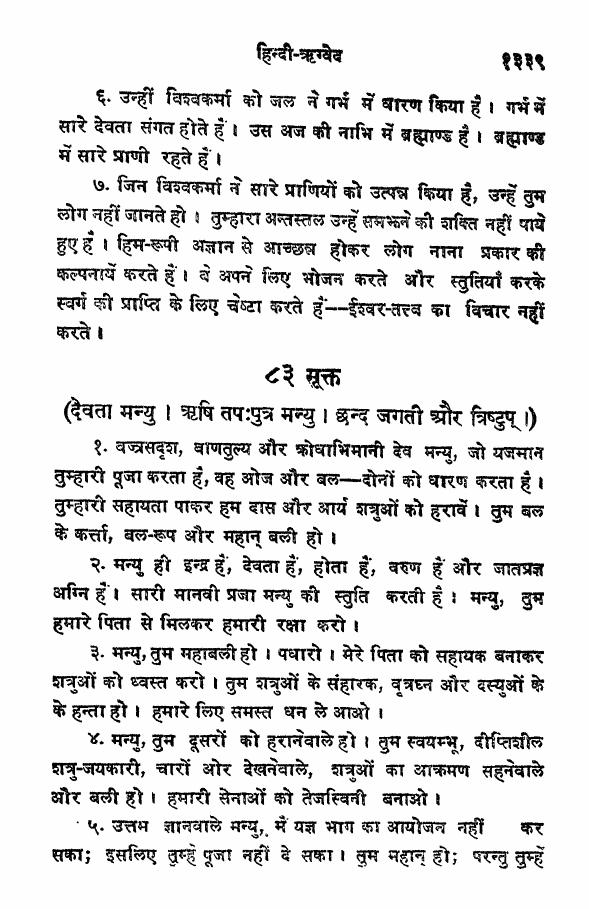 हिन्दी-ऋग्वेद १३३९
६. उन्हीं विश्वकर्मा को जल ने गर्भ में धारण किया है। गर्भ में
सारे देवता संगत होते हैं। उस अज की नाभि में ब्रह्माण्ड है। ब्रह्माण्ड
में सारे प्राणी रहते हैं।
७. जिन विश्वकर्मा ने सारे प्राणियों को उत्पन्न किया है, उन्हें तुम
लोग नहीं जानते हो। तुम्हारा अन्तस्तल उन्हें समझने की शक्ति नहीं पाये
हुए है। हिम-रूपी अज्ञान से आच्छन्न होकर लोग नाना प्रकार की
कल्पनायें करते हैं। वे अपने लिए भोजन करते और स्तुतियाँ करके
स्वर्ग की प्राप्ति के लिए चेष्टा करते हैं--ईश्वर-तत्त्व का विचार नहीं
करते।
८३ सूक्त
(देवता मन्यु। ऋषि तपःपुत्र मन्यु। छन्द जगती और त्रिष्टुप्।)
१. वज्रसदृश, बाणतुल्य और क्रोधाभिमानी देव मन्यु, जो यजमान
तुम्हारी पूजा करता है, वह ओज और बल—दोनों को धारण करता है।
तुम्हारी सहायता पाकर हम दास और आर्य शत्रुओं को हरावें। तुम बल
के कर्त्ता, बल-रूप और महान् बली हो।
२. मन्यु ही इन्द्र हैं, देवता हैं, होता हैं, वरुण हैं और जातप्रज्ञ
अग्नि हैं। सारी मानवी प्रजा मन्यु की स्तुति करती है। मन्यु, तुम
हमारे पिता से मिलकर हमारी रक्षा करो।
३. मन्यु, तुम महाबली हो। पधारो। मेरे पिता को सहायक बनाकर
शत्रुओं को ध्वस्त करो। तुम शत्रुओं के संहारक, वृत्रघ्न और दस्युओं के
के हन्ता हो। हमारे लिए समस्त धन ले आओ।
४. मन्यु, तुम दूसरों को हरानेवाले हो। तुम स्वयम्भू, दीप्तिशील
शत्रु-जयकारी, चारों ओर देखनेवाले, शत्रुओं का आक्रमण सहनेवाले
और बली हो। हमारी सेनाओं को तेजस्विनी बनाओ।
५. उत्तम ज्ञानवाले मन्यु, मैं यज्ञ भाग का आयोजन नहीं कर
सका; इसलिए तुम्हे पूजा नहीं दे सका। तुम महान् हो; परन्तु तुम्हें